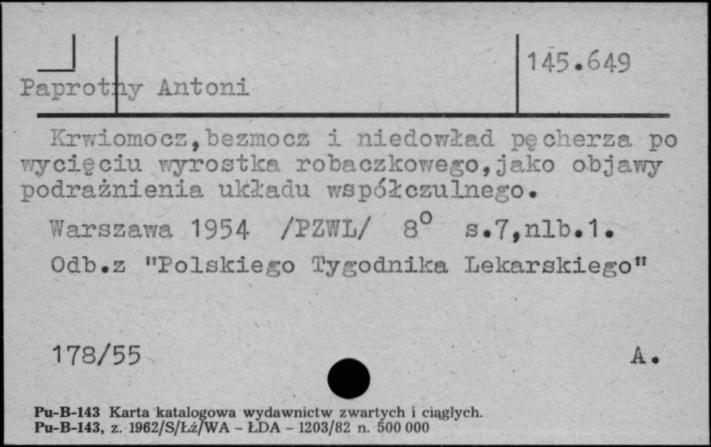 145.649
Paprotny Antoni
Krwiomocz,bezmocz i niedowład pęcherza po
wycięciu wyrostka robaczkowego,jako objawy
podrażnienia układu współczulnego.
Warszawa 1954 /PZWL/ 8° s.7,nlb.1.
Odb.z "Polskiego Tygodnika Lekarskiego"
178/55 A.
Pu-B-143 Karta katalogowa wydawnictw zwartych i ciągłych.
Pu-B-143, z. 1962/S/Łż/WA - ŁDA - 1203/82 n. 500 000